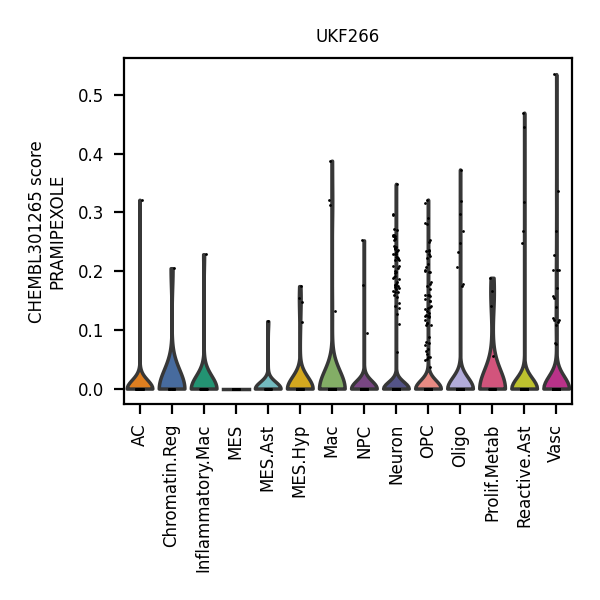 UKF266
CHEMBL301265 score
PRAMIPEXOLE
0.5
0.4
0.3
0.2
0.1
0.0
AC
Chromatin.Reg
Inflammatory.Mac
MES
MES.Ast
MES.Hyp
Mac
NPC
Neuron
OPC
Oligo
Prolif.Metab
Reactive.Ast
Vasc